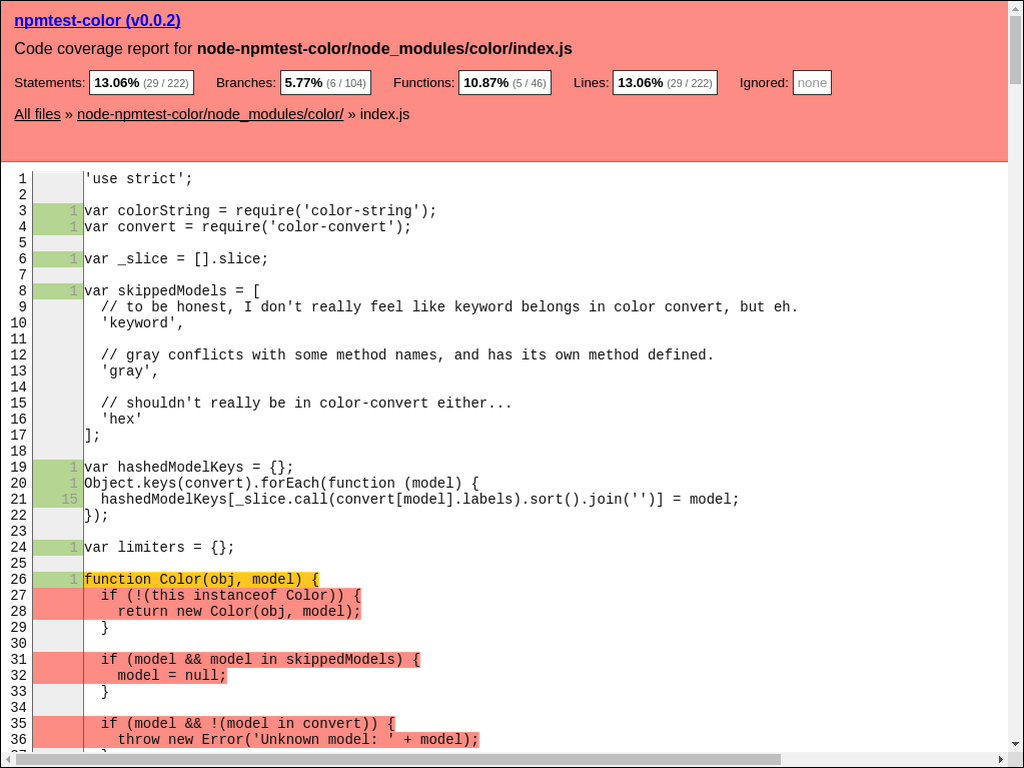 npmtest-color (v0.0.2)
Code coverage report for node-npmtest-color/node_modules/color/index.js
Statements: 13.06% (29 / 222) Branches: 5.77% (6 / 104) Functions: 10.87% (5 / 46) Lines: 13.06% (29 / 222) Ignored: none
All files » node-npmtest-color/node_modules/color/ » index.js
1 'use strict';
2
3 1 var colorString = require('color-string');
4 1 var convert = require('color-convert');
5
6 1 var _slice = [].slice;
7
8 1 var skippedModels = [
9 // to be honest, I don't really feel like keyword belongs in color convert, but eh.
10 'keyword',
11
12 // gray conflicts with some method names, and has its own method defined.
13 'gray',
14
15 // shouldn't really be in color-convert either...
16 'hex'
17 ];
18
19 1 var hashedModelKeys = {};
20 1 Object.keys(convert).forEach(function (model) {
21 15 hashedModelKeys[_slice.call(convert[model].labels).sort().join('')] = model;
22 });
23
24 1 var limiters = {};
25
26 1 function Color(obj, model) {
27 if (!(this instanceof Color)) {
28 return new Color(obj, model);
29 }
30
31 if (model && model in skippedModels) {
32 model = null;
33 }
34
35 if (model && !(model in convert)) {
36 throw new Error('Unknown model: ' + model);